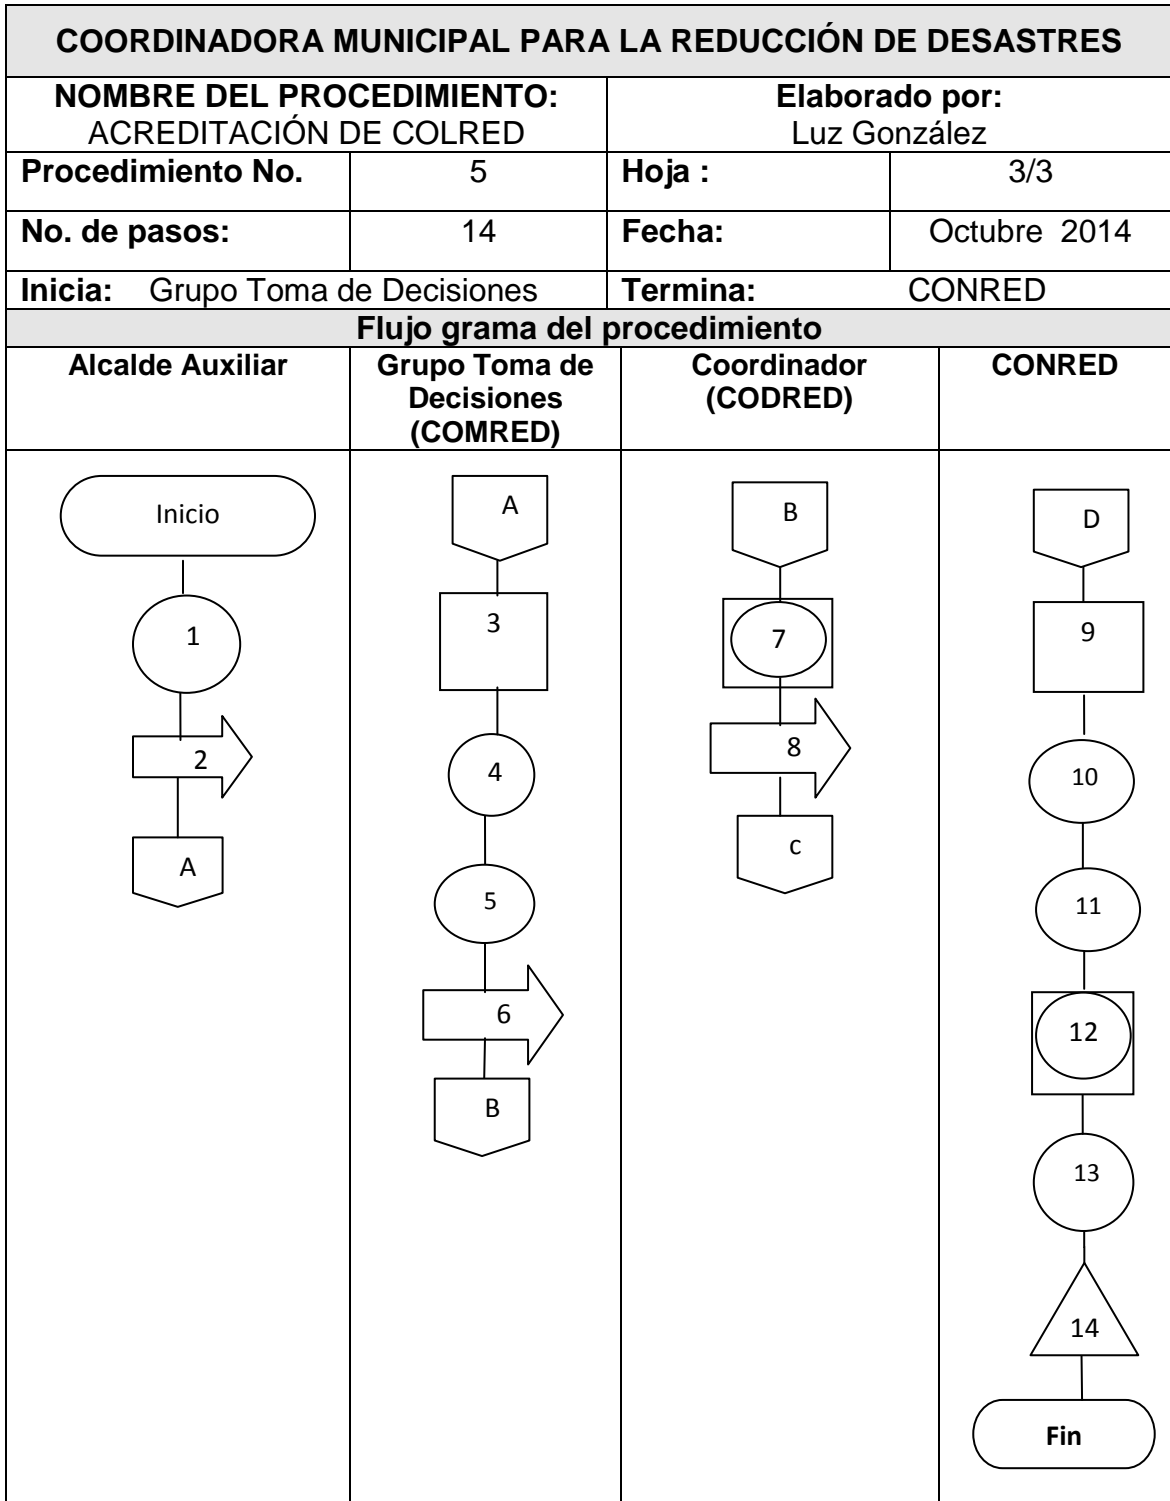 COORDINADORA MUNICIPAL PARA LA REDUCCIÓN DE DESASTRES
NOMBRE DEL PROCEDIMIENTO:
ACREDITACIÓN DE COLRED
Elaborado por:
Luz González
Procedimiento No.
5
Hoja :
3/3
No. de pasos:
14
Fecha:
Octubre 2014
Inicia: Grupo Toma de Decisiones
Termina: CONRED
Flujo grama del procedimiento
Alcalde Auxiliar
Grupo Toma de
Decisiones
(COMRED)
Coordinador
(CODRED)
CONRED
Inicio
1
2
A
A
3
4
5
6
B
B
7
8
c
D
9
10
11
12
13
14
Fin